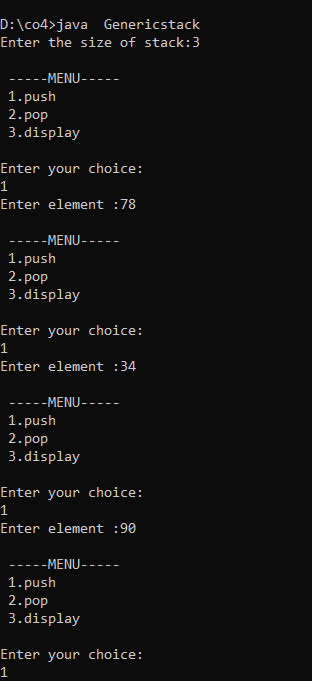 D:\co4>java  Genericstack
Enter the size of stack:3
-----MENU-----
1.push
2.pop
3.display
Enter your choice:
1
Enter element :78
-----MENU-----
1.push
2.pop
3.display
Enter your choice:
1
Enter element :34
-----MENU-----
1.push
2.pop
3.display
Enter your choice:
1
Enter element :90
-----MENU-----
1.push
2.pop
3.display
Enter your choice:
1